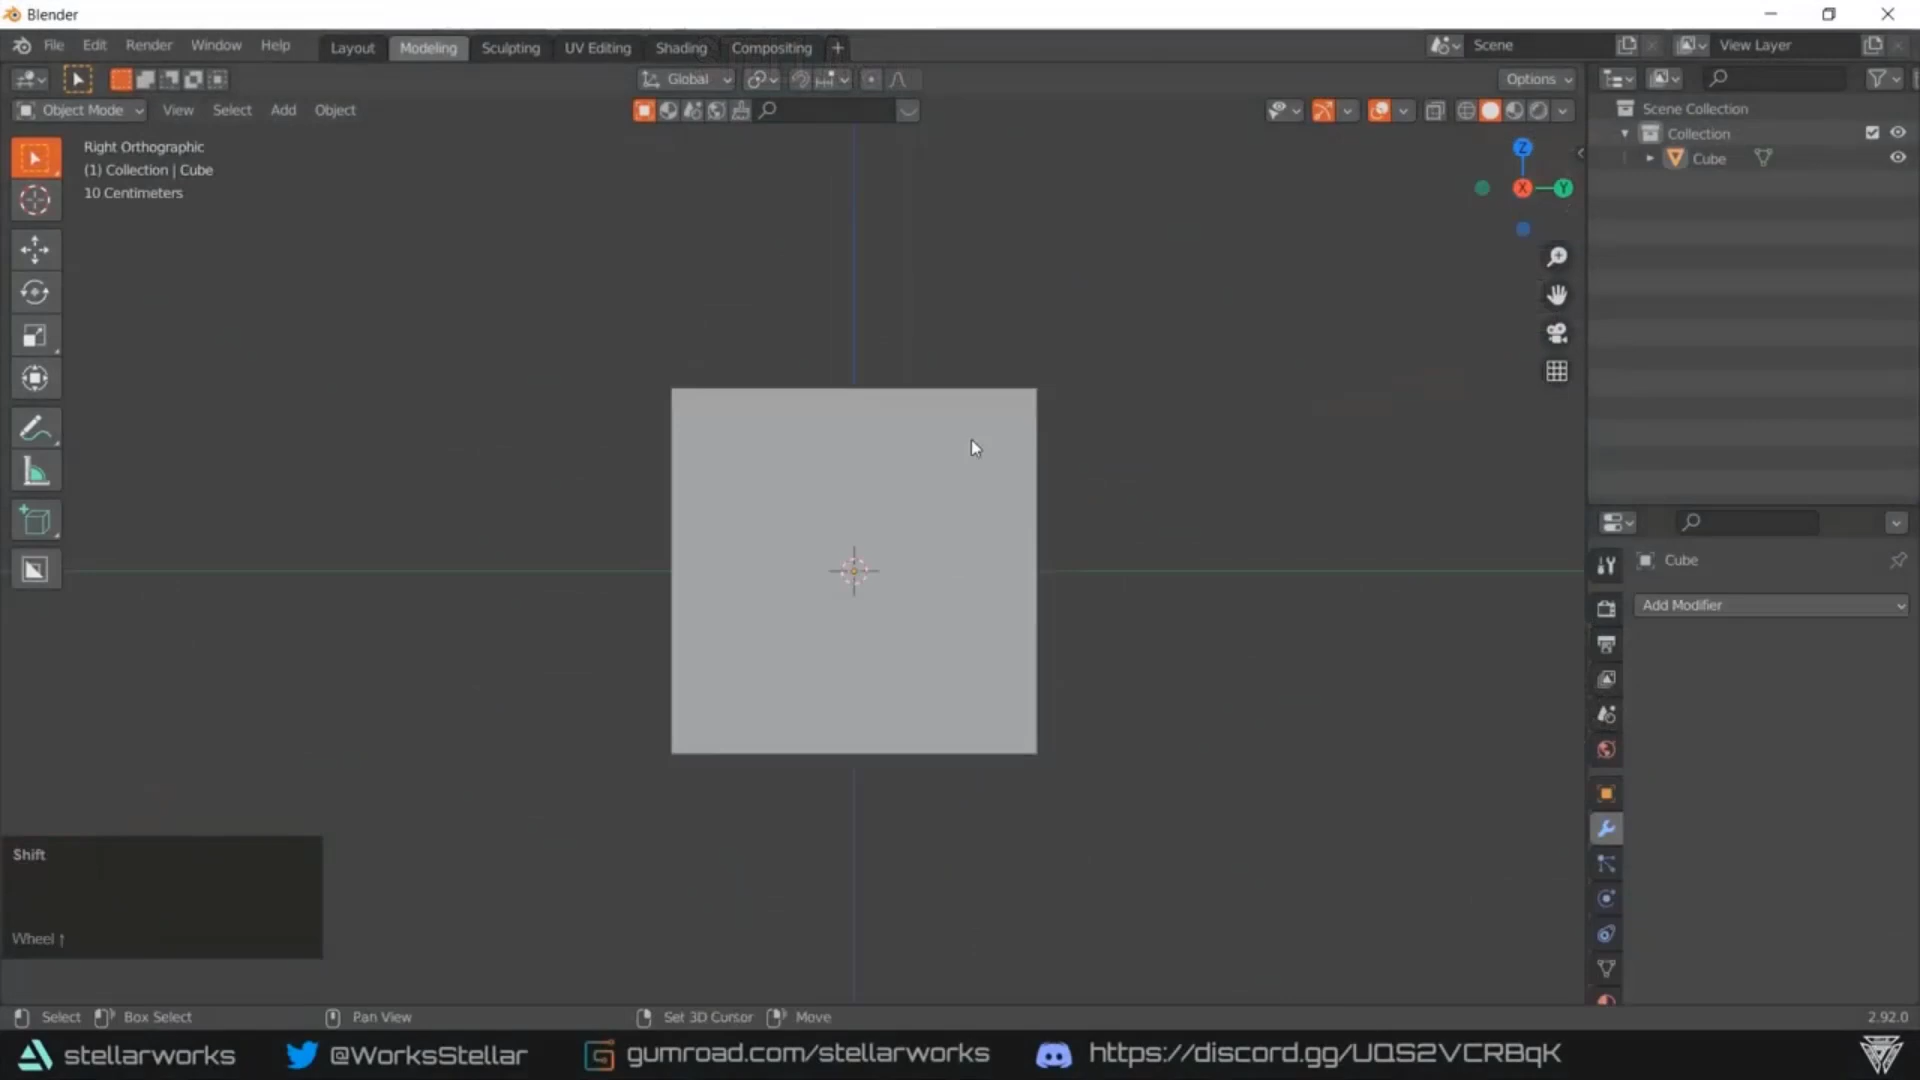 Blender
File Edit Render Window Help Layout Modeling Sculpting UV Editing Shading Compositing + Scene View Layer
Global Options
Object Mode View Select Add Object
Scene Collection
Collection
Cube
Right Orthographic
(1) Collection | Cube
10 Centimeters
Z
X
Y
Cube
Add Modifier
Shift
Wheel ↑
Select Box Select Pan View Set 3D Cursor Move 2.92.0
stellarworks @WorksStellar gumroad.com/stellarworks https://discord.gg/UQS2VCRBqK